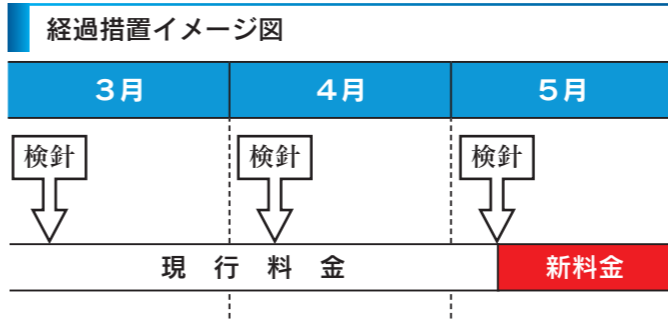 経過措置イメージ図
3月 4月 5月
検針 検針 検針
現行料金 新料金